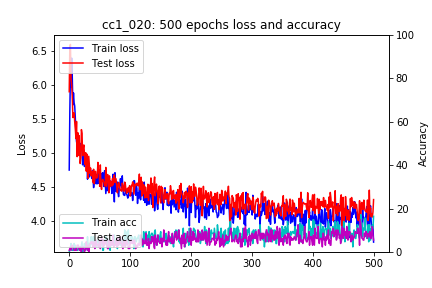 cc1_020: 500 epochs loss and accuracy
Train loss
Test loss
Train acc
Test acc
Loss
Accuracy
6.5
6.0
5.5
5.0
4.5
4.0
100
80
60
40
20
0
0
100
200
300
400
500